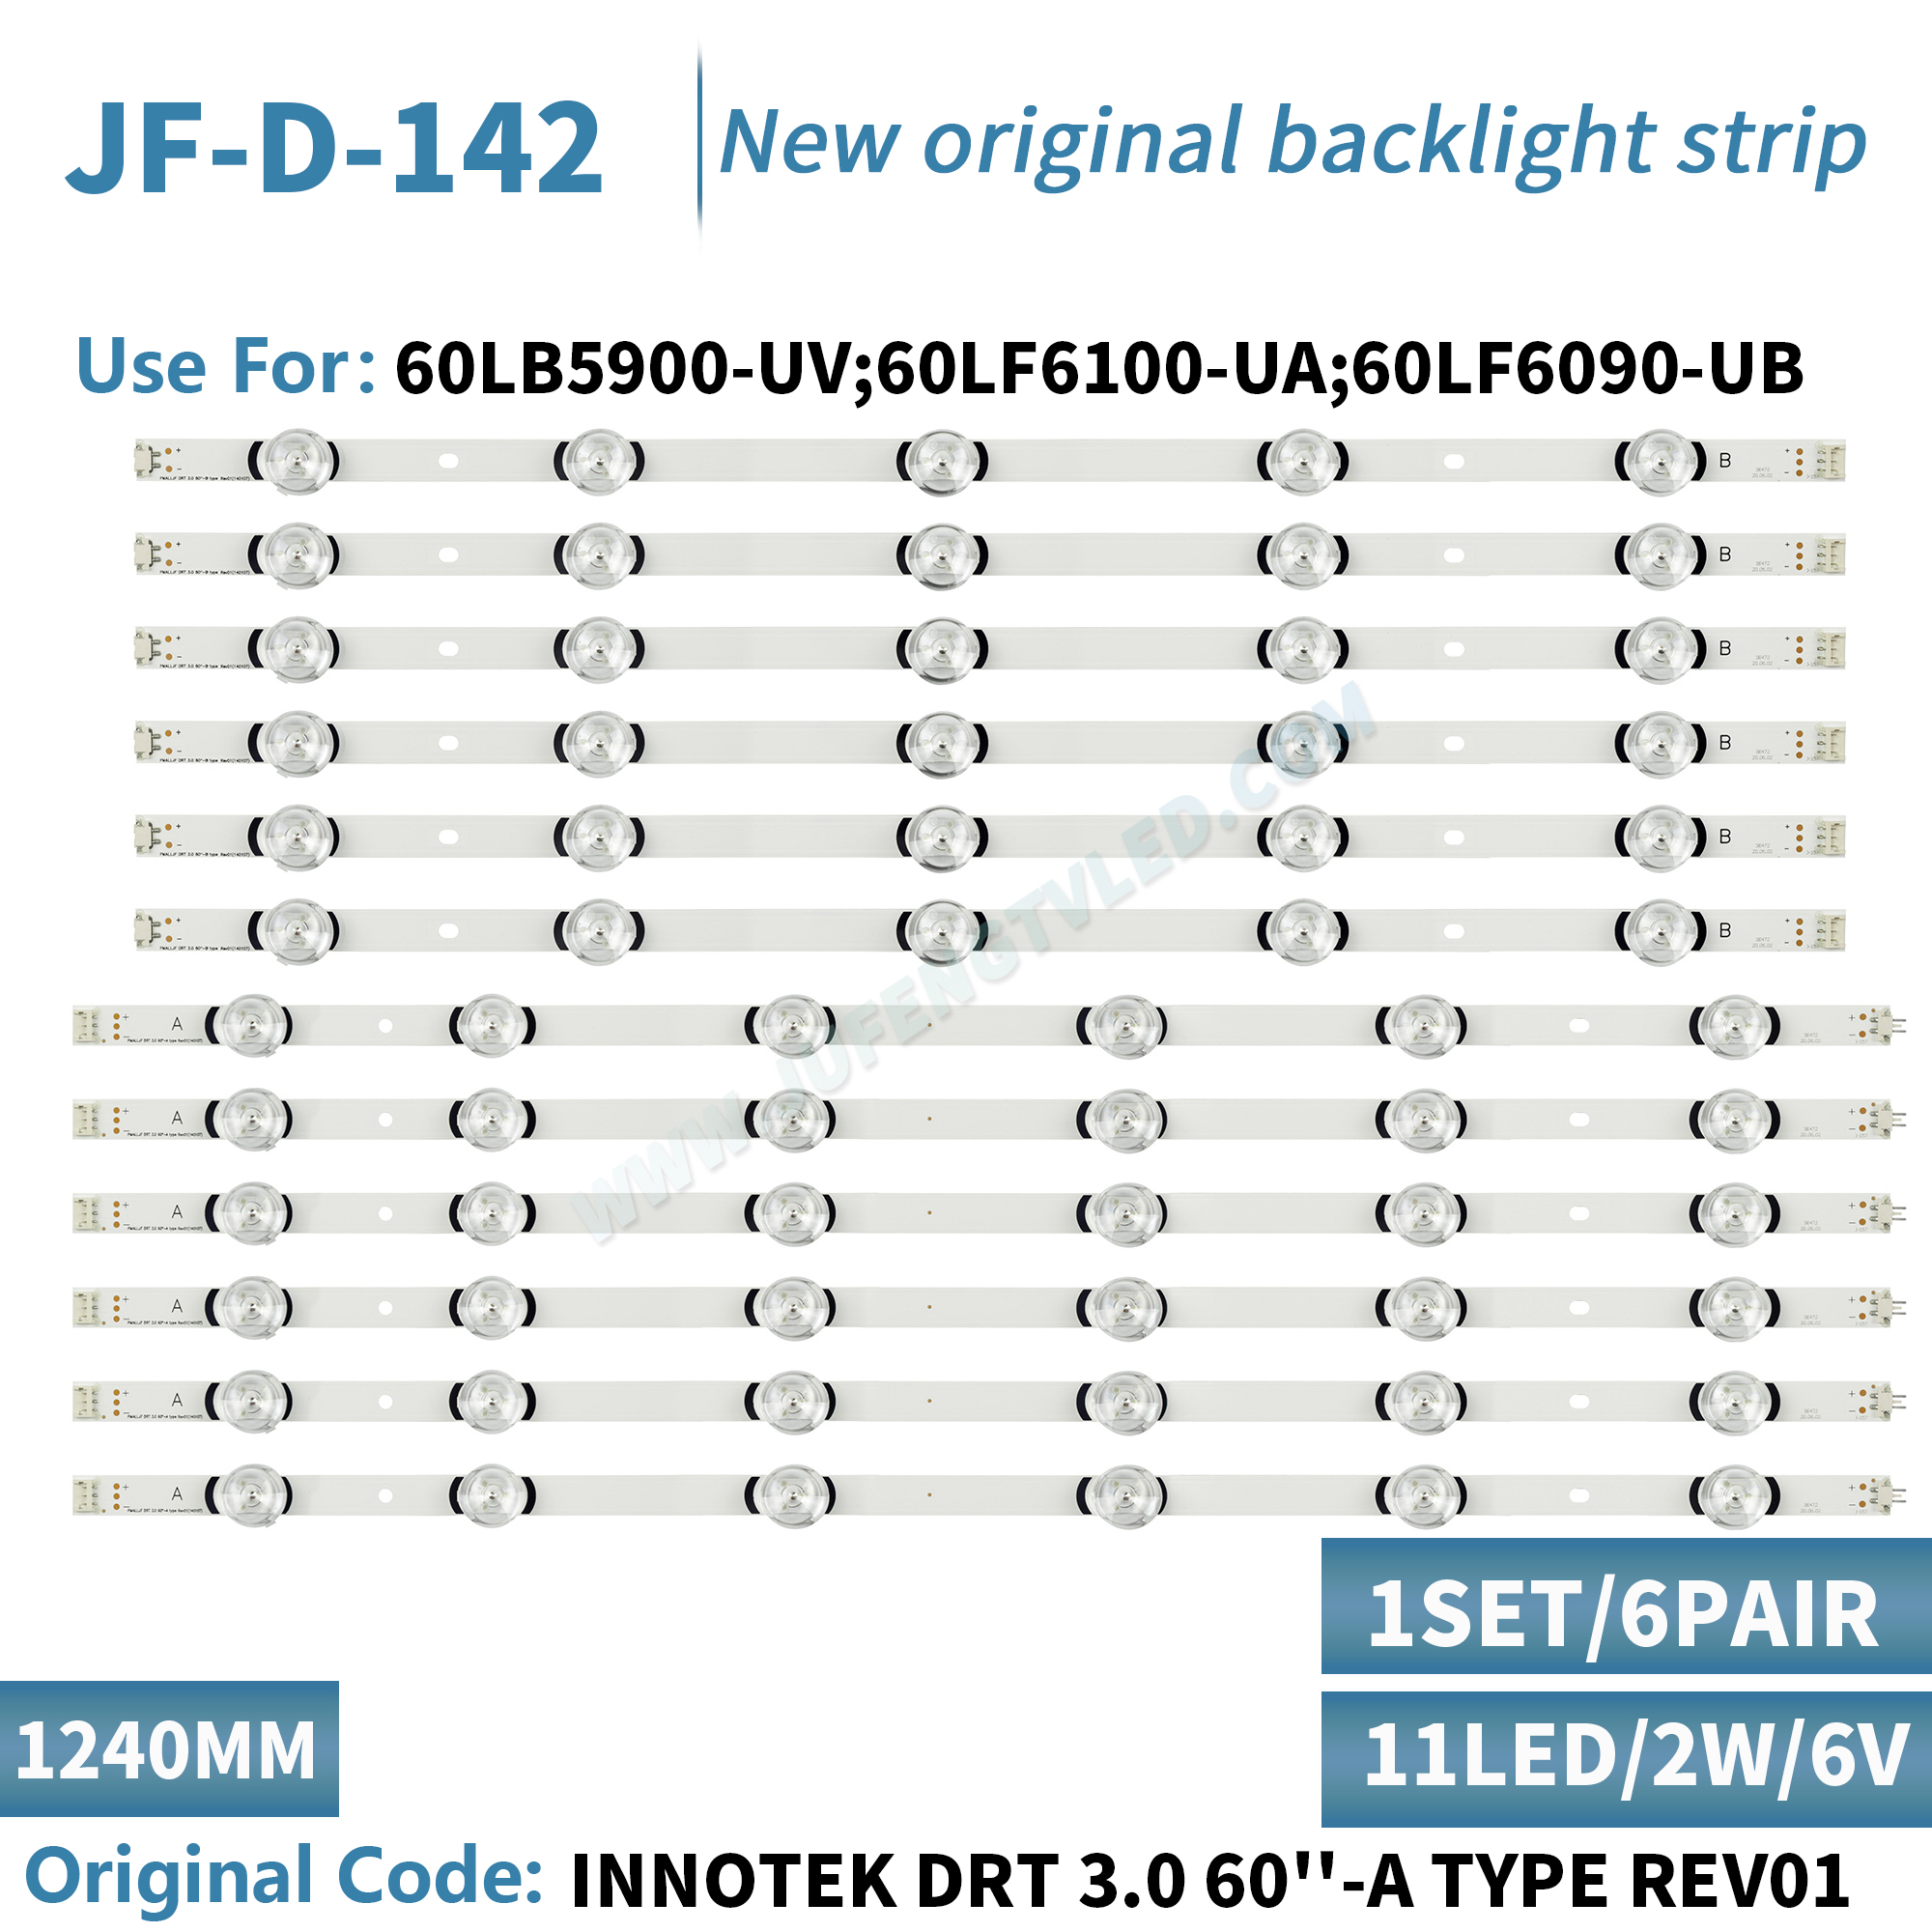 JF-D-142
New original backlight strip
Use For: 60LB5900-UV;60LF6100-UA;60LF6090-UB
B
B
B
B
B
B
A
A
A
A
A
A
WWW.JUFENGTVLED.COM
1SET/6PAIR
1240MM
11LED/2W/6V
Original Code: INNOTEK DRT 3.0 60''-A TYPE REV01